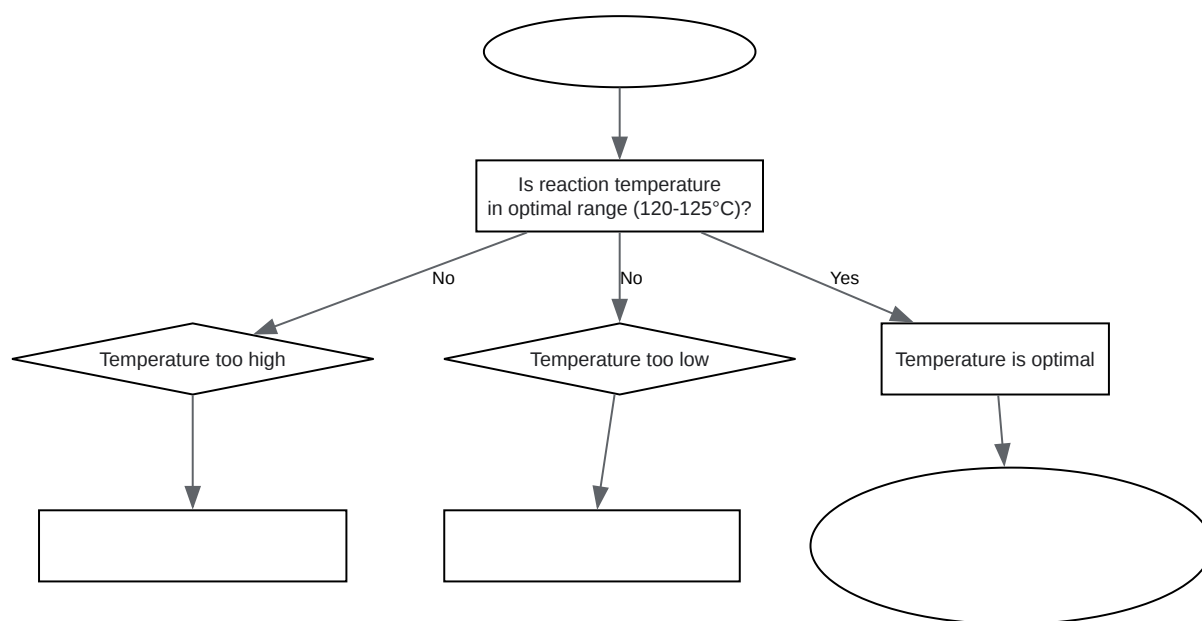 Is reaction temperature
in optimal range (120-125°C)?
No
No
Yes
Temperature too high
Temperature too low
Temperature is optimal